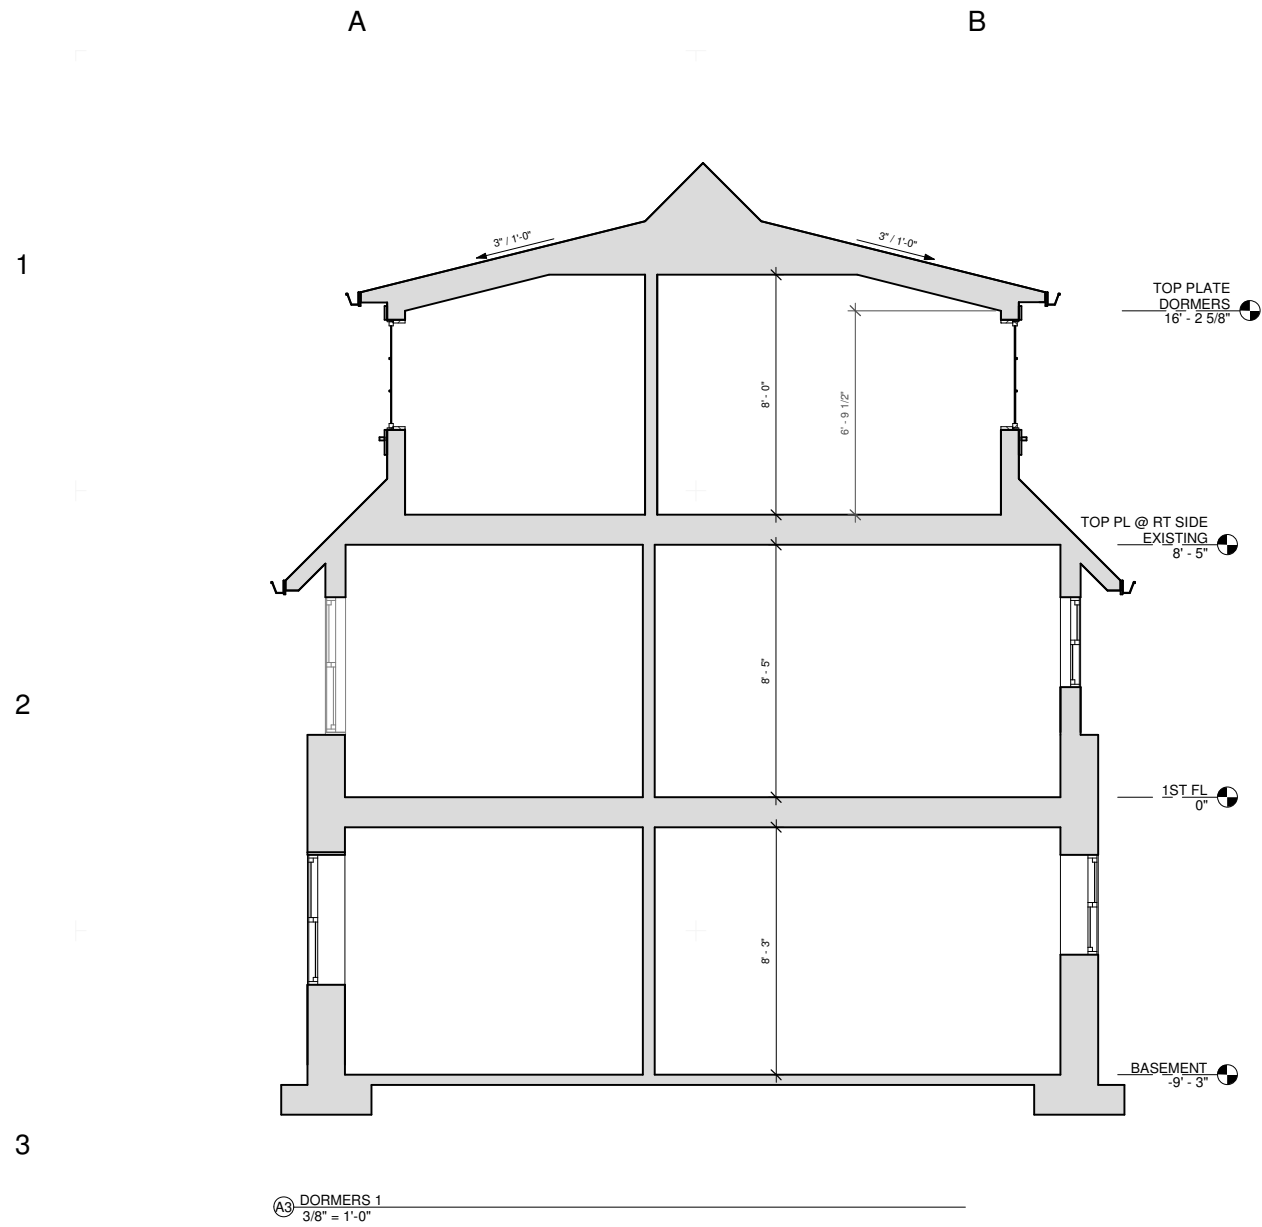 A
B
1
2
3
3" / 1'-0"
3" / 1'-0"
TOP PLATE
DORMERS
16' - 2 5/8"
8' - 0"
6' - 9 1/2"
TOP PL @ RT SIDE
EXISTING
8' - 5"
8' - 5"
1ST FL
0"
8' - 3"
BASEMENT
-9' - 3"
A3
DORMERS 1
3/8" = 1'-0"